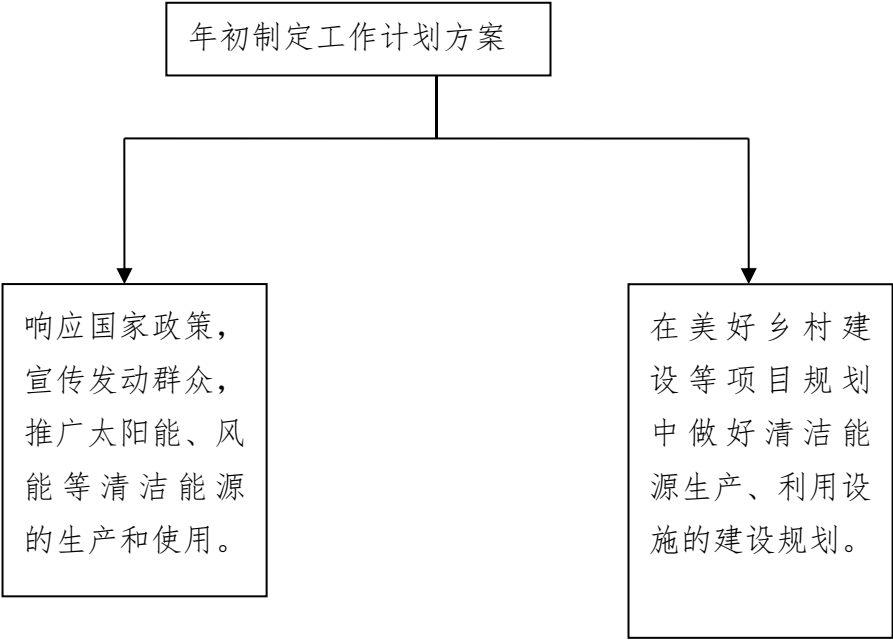 年初制定工作计划方案
响应国家政策，
宣传发动群众，
推广太阳能、风
能等清洁能源
的生产和使用。
在美好乡村建
设等项目规划
中做好清洁能
源生产、利用设
施的建设规划。